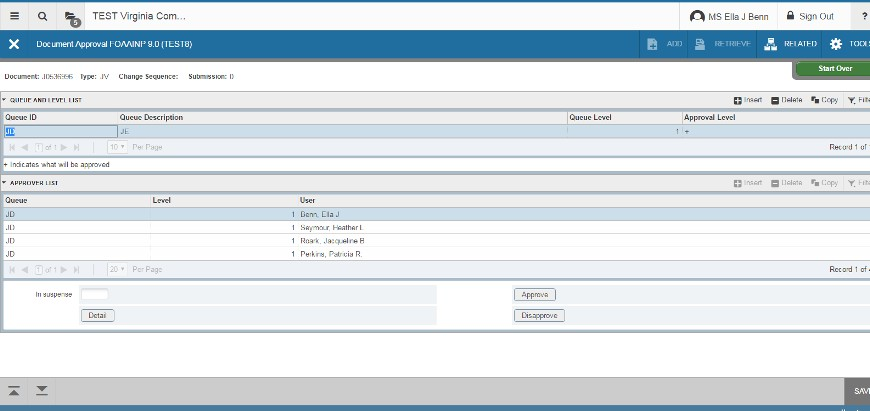 5 TEST Virginia Com... MS Ella J Benn Sign Out ?
Document Approval FOAAINP 9.0 (TEST8) ADD RETRIEVE RELATED TOOL
Start Over
Document: J0536996 Type: JV Change Sequence: Submission: 0
QUEUE AND LEVEL LIST Insert Delete Copy Filte
Queue ID Queue Description Queue Level Approval Level
JD JE 1 +
1 of 1 10 Per Page Record 1 of 1
+ Indicates what will be approved
APPROVER LIST Insert Delete Copy Filte
Queue Level User
JD 1 Benn, Ella J
JD 1 Seymour, Heather L
JD 1 Roark, Jacqueline B
JD 1 Perkins, Patricia R.
1 of 1 20 Per Page Record 1 of 4
In suspense Approve
Detail Disapprove
SAV